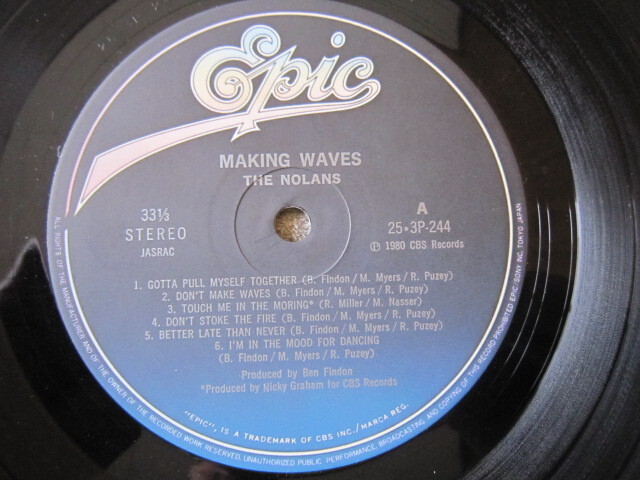 Epic
MAKING WAVES
THE NOLANS
33⅓
STEREO
JASRAC
A
25·3P-244
Ⓟ 1980 CBS Records
1. GOTTA PULL MYSELF TOGETHER (B. Findon/M. Myers/R. Puzey)
2. DON'T MAKE WAVES (B. Findon/M. Myers/R. Puzey)
3. TOUCH ME IN THE MORING* (R. Miller/M. Nasser)
4. DON'T STOKE THE FIRE (B. Findon/M. Myers/R. Puzey)
5. BETTER LATE THAN NEVER (B. Findon/M. Myers/R. Puzey)
6. I'M IN THE MOOD FOR DANCING
(B. Findon/M. Myers/R. Puzey)
Produced by Ben Findon
*Produced by Nicky Graham for CBS Records
"EPIC", IS A TRADEMARK OF CBS INC./MARCA REG.
ALL RIGHTS OF THE MANUFACTURER AND OF THE OWNER OF THE RECORDED WORK RESERVED. UNAUTHORIZED PUBLIC PERFORMANCE, BROADCASTING AND COPYING OF THIS RECORD PROHIBITED EPIC/SONY INC. TOKYO JAPAN